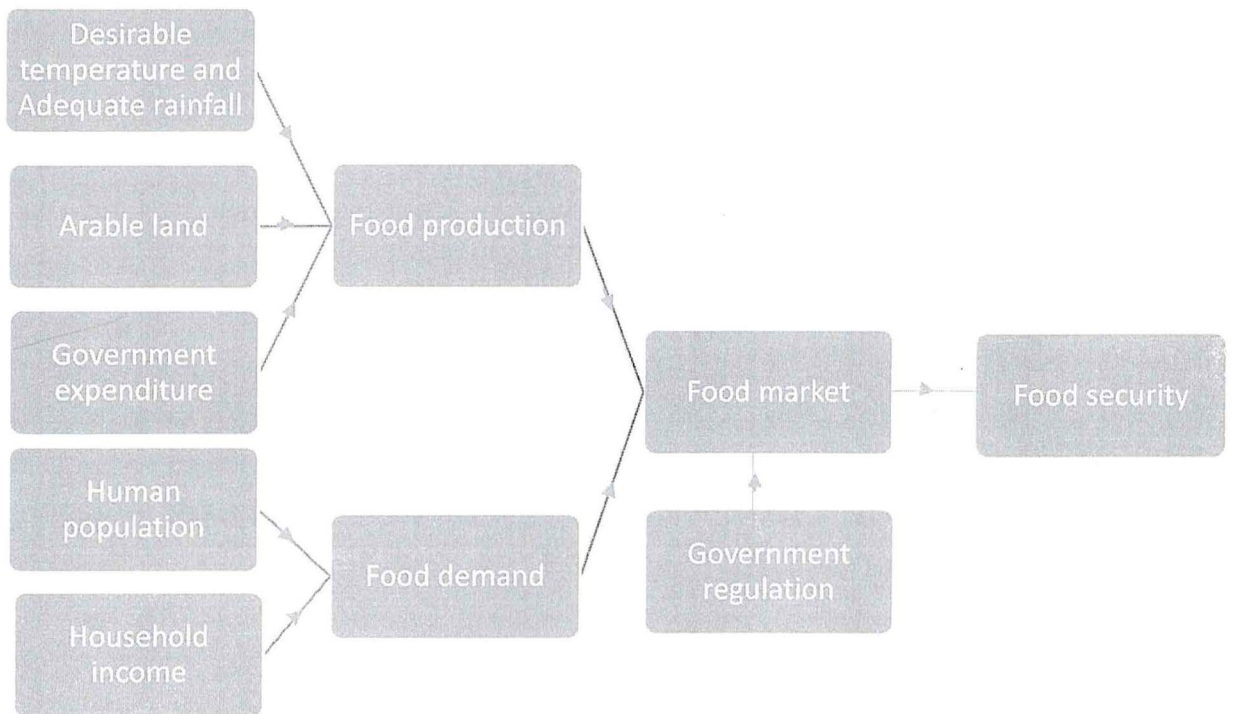 Desirable
temperature and
Adequate rainfall
Arable land
Food production
Government
expenditure
Food market
Food security
Human
population
Food demand
Government
regulation
Household
income